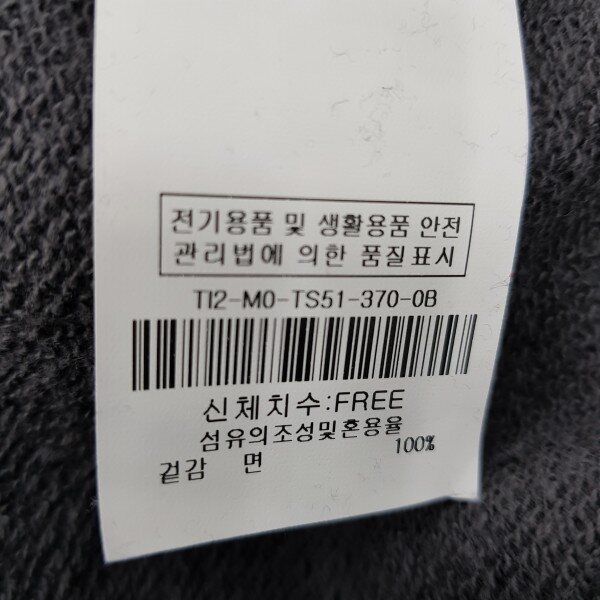 전기용품 및 생활용품 안전
관리법에 의한 품질표시
TI2-M0-TS51-370-0B
신체치수:FREE
섬유의조성및혼용율
겉감 면 100%